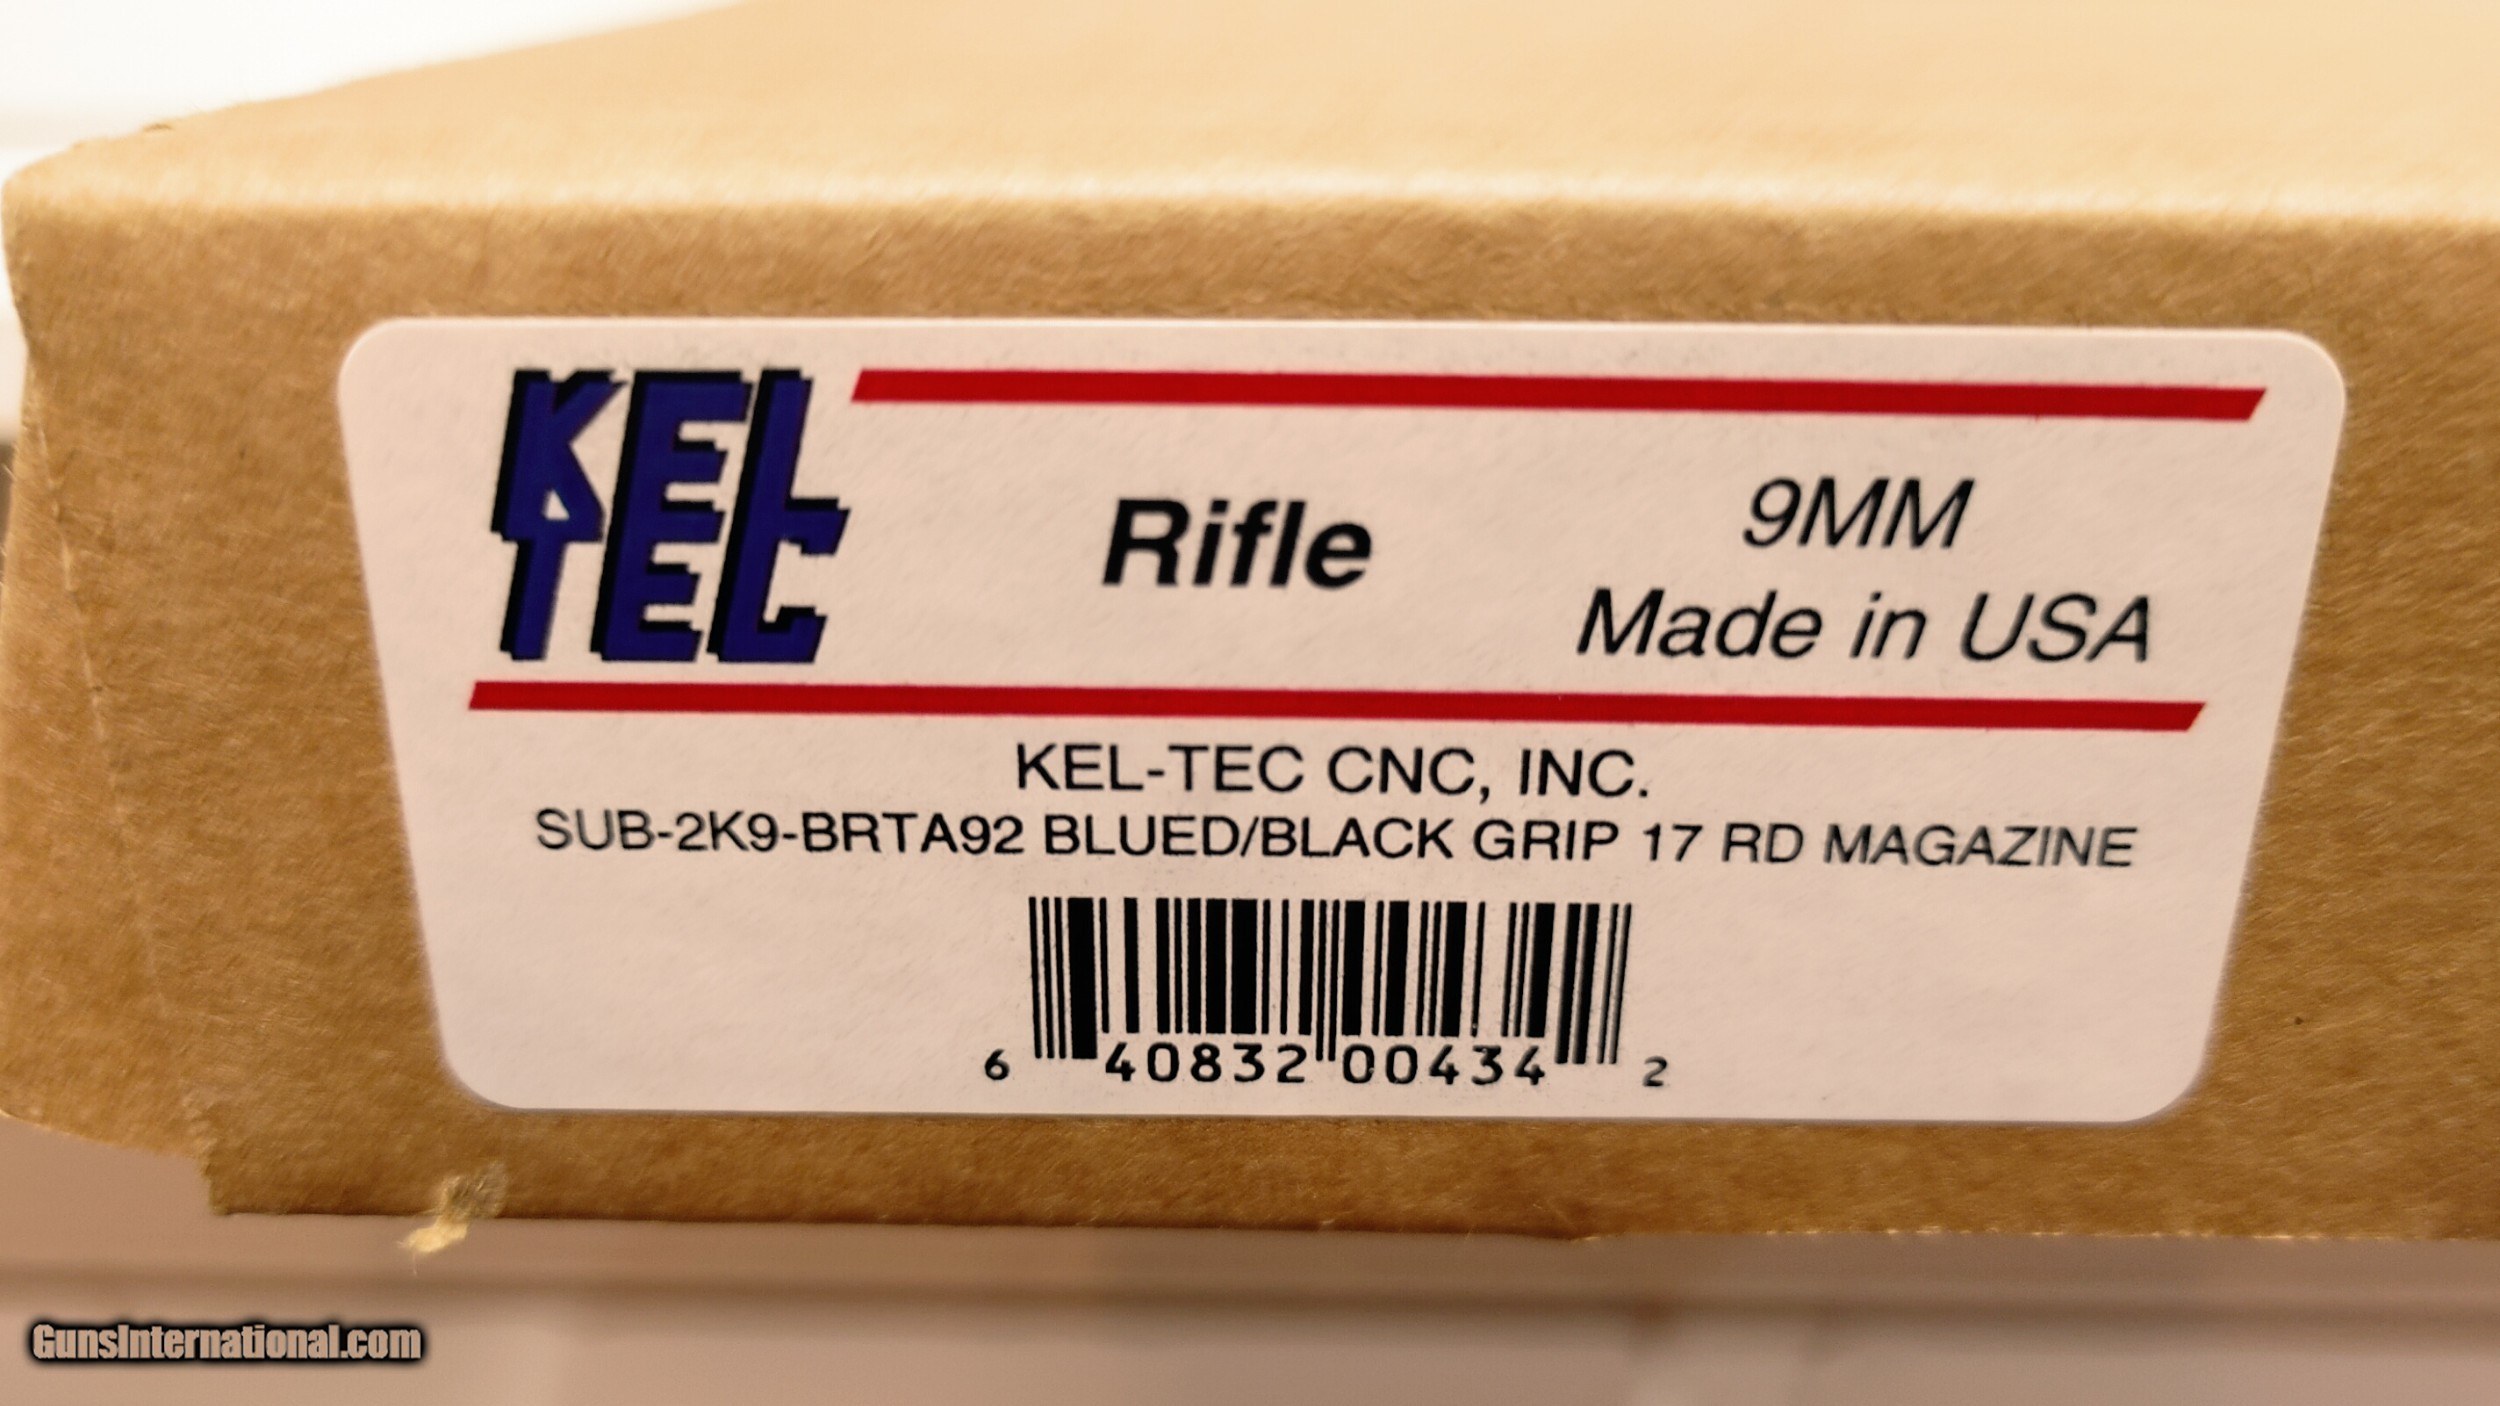 KEL
TEC
Rifle
9MM
Made in USA
KEL-TEC CNC, INC.
SUB-2K9-BRTA92 BLUED/BLACK GRIP 17 RD MAGAZINE
6 40832 00434 2
GunsInternational.com